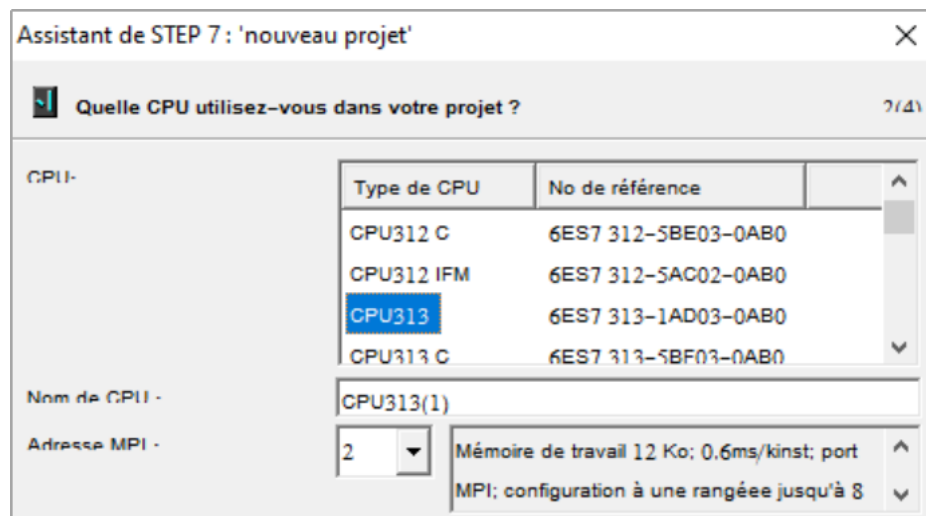 Assistant de STEP 7 : 'nouveau projet'
Quelle CPU utilisez-vous dans votre projet ? 2(4)
CPU:
Type de CPU No de référence
CPU312 C 6ES7 312-5BE03-0AB0
CPU312 IFM 6ES7 312-5AC02-0AB0
CPU313 6ES7 313-1AD03-0AB0
CPU313 C 6ES7 313-5BF03-0AB0
Nom de CPU :
CPU313(1)
Adresse MPI :
2
Mémoire de travail 12 Ko; 0.6ms/kinst; port
MPI; configuration à une rangéee jusqu'à 8